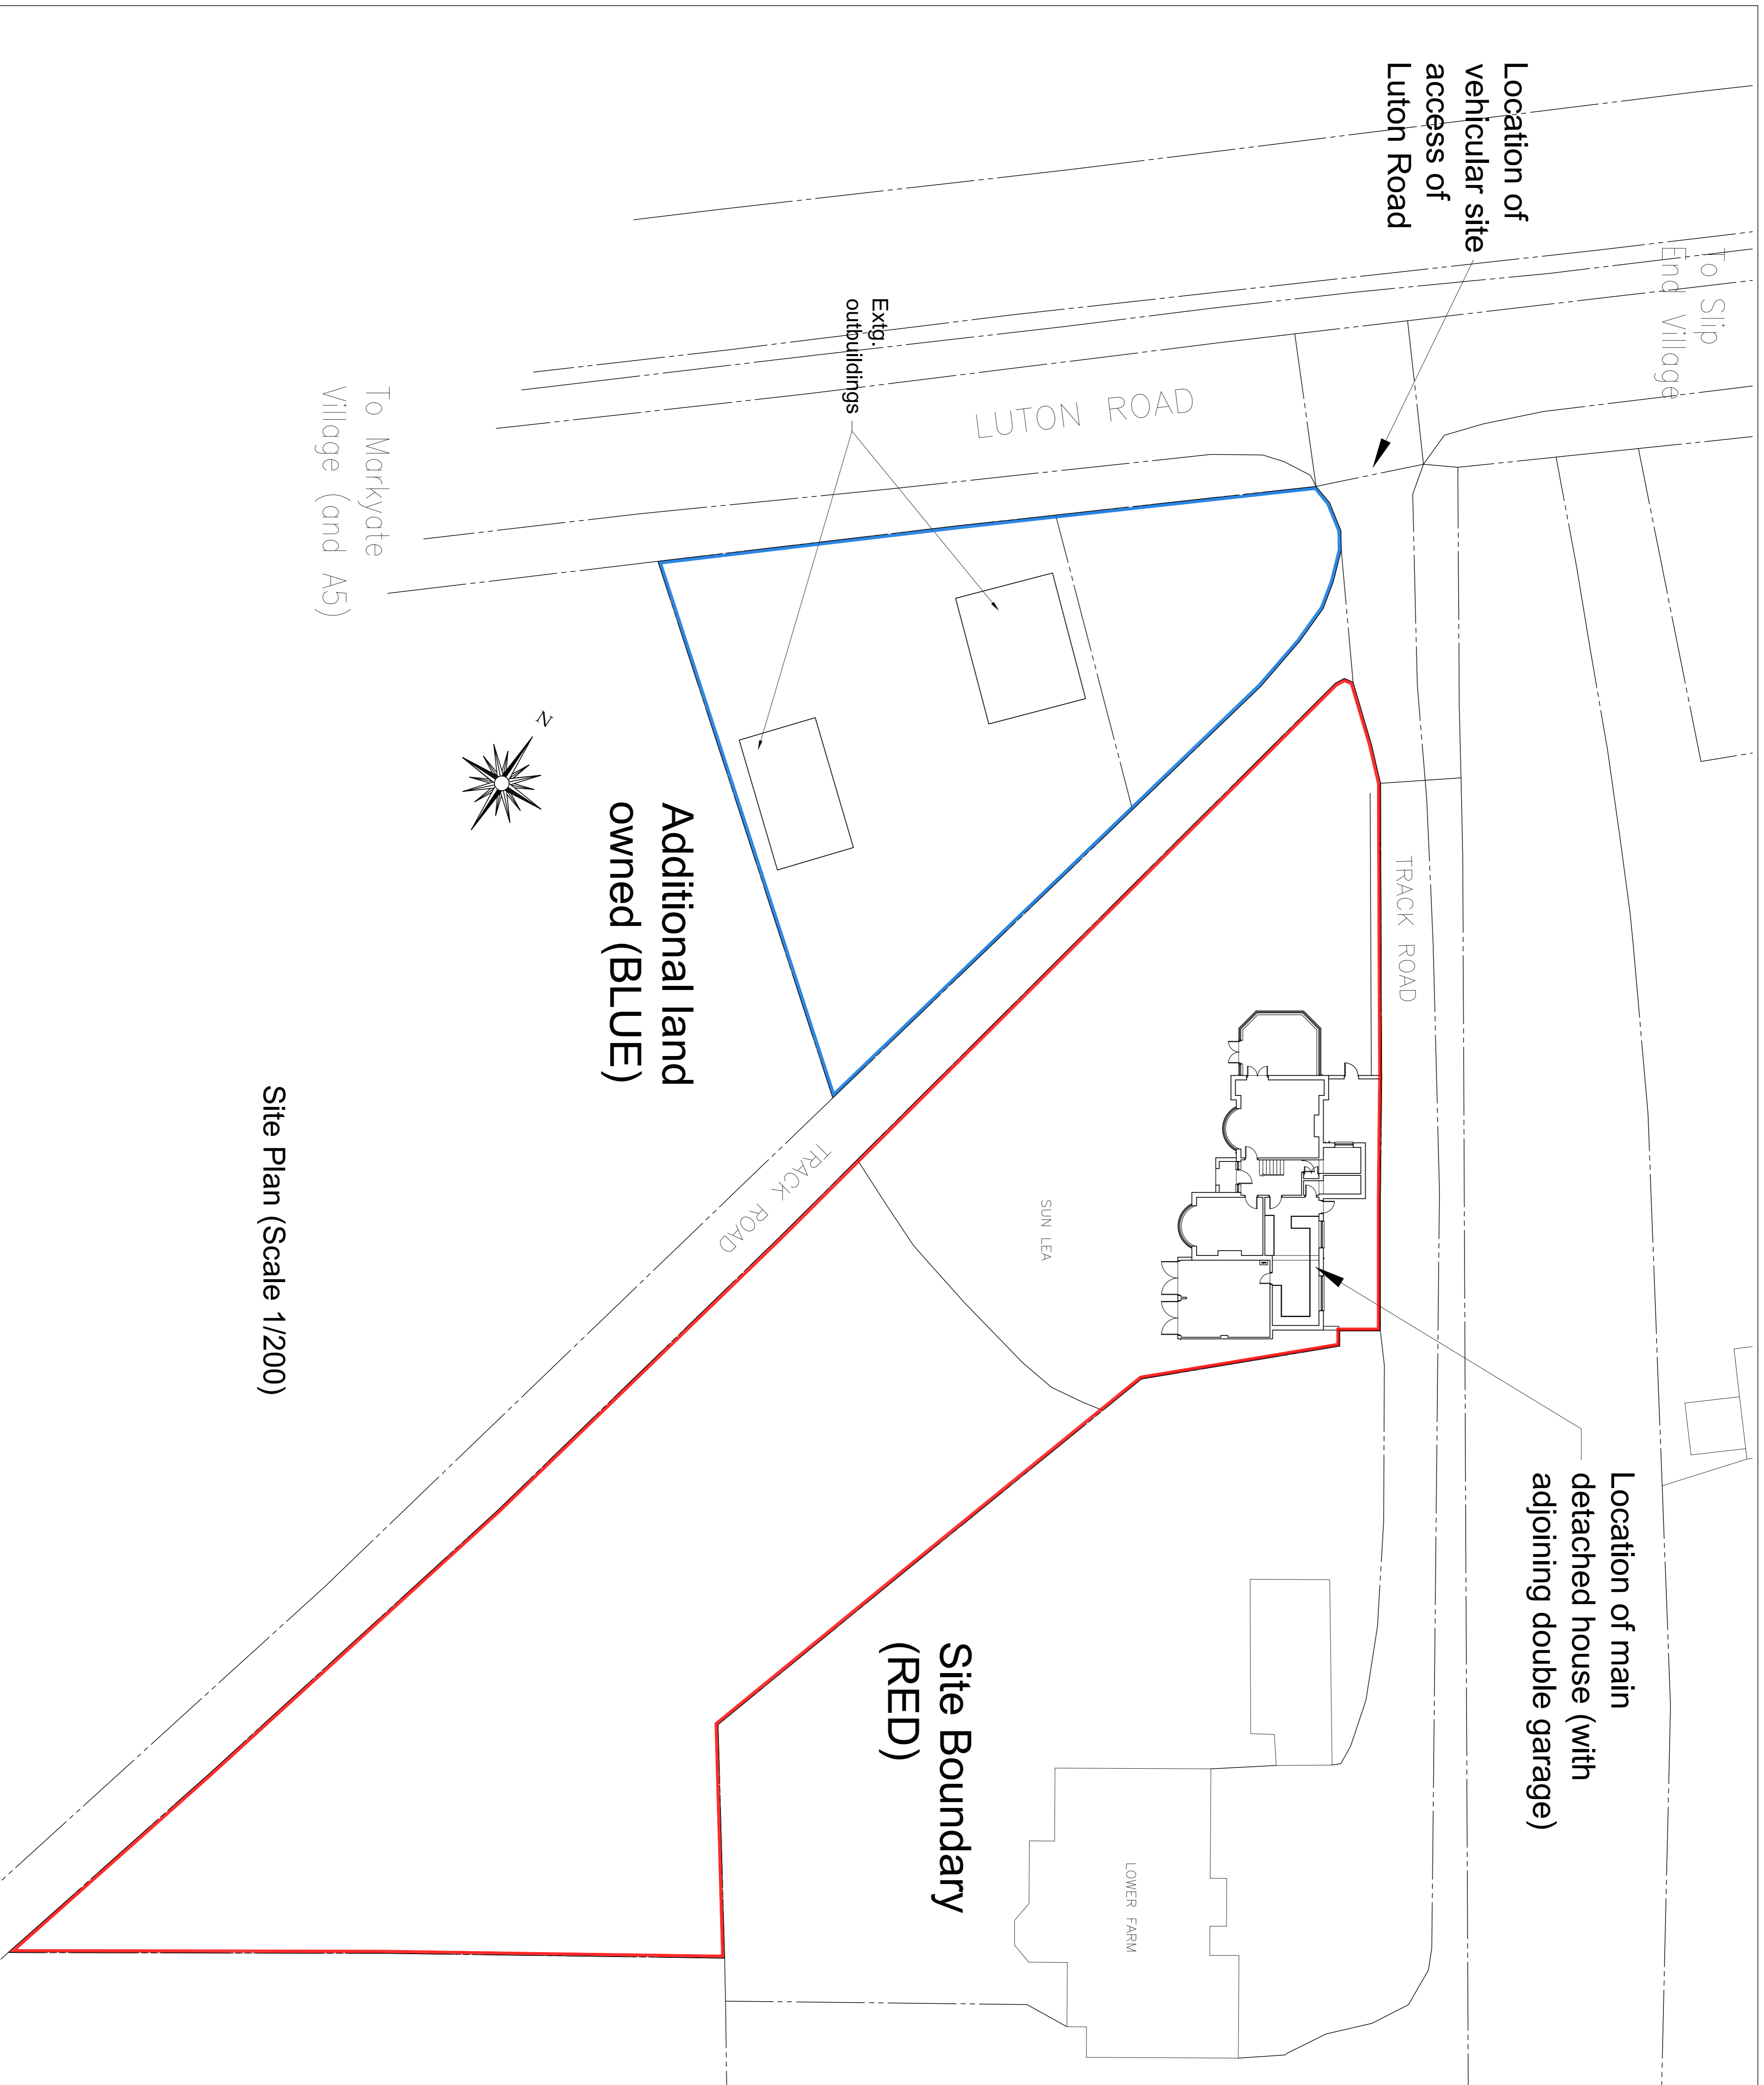 Location of
vehicular site
access of
Luton Road
To Slip
End Village
Extg.
outbuildings
LUTON ROAD
To Markyate
Village (and A5)
N
Additional land
owned (BLUE)
TRACK ROAD
TRACK ROAD
SUN LEA
Site Plan (Scale 1/200)
Location of main
detached house (with
adjoining double garage)
Site Boundary
(RED)
LOWER FARM